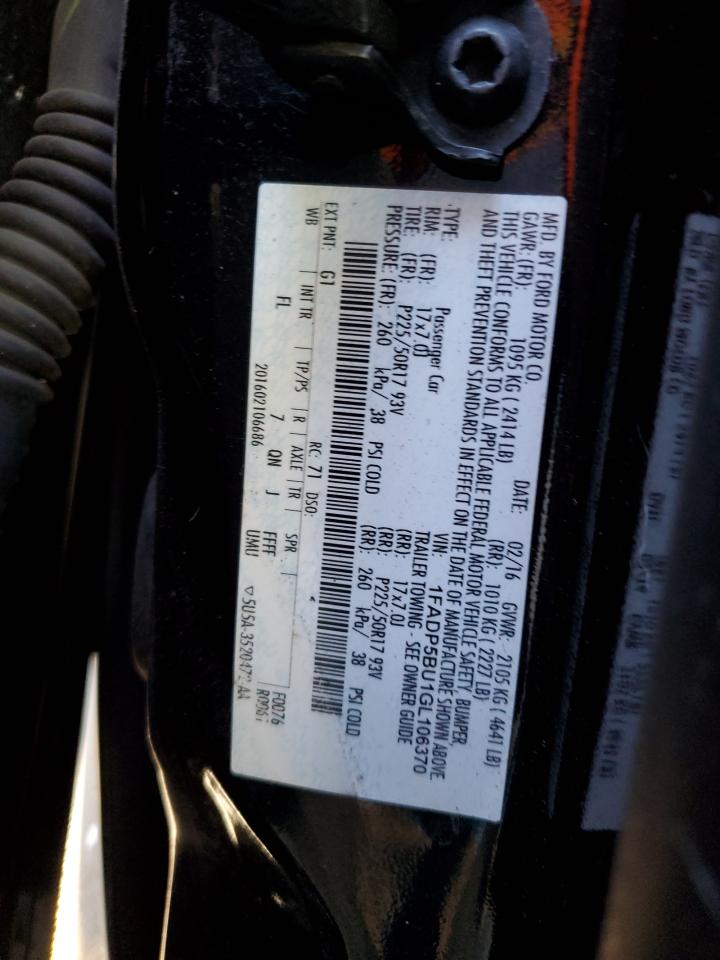 MFD. BY FORD MOTOR CO. DATE: 02/16 GVWR: 2105 KG ( 4641 LB)
GAWR: (FR): 1095 KG ( 2414 LB) (RR): 1010 KG ( 2227 LB)
THIS VEHICLE CONFORMS TO ALL APPLICABLE FEDERAL MOTOR VEHICLE SAFETY, BUMPER,
AND THEFT PREVENTION STANDARDS IN EFFECT ON THE DATE OF MANUFACTURE SHOWN ABOVE.
VIN: 1FADP5BU1GL106370
TYPE: Passenger Car TRAILER TOWING - SEE OWNER GUIDE
RIM: (FR): 17x7.0J (RR): 17x7.0J
TIRE: (FR): P225/50R17 93V (RR): P225/50R17 93V
PRESSURE: (FR): 260 kPa/ 38 PSI COLD (RR): 260 kPa/ 38 PSI COLD
EXT PNT: G1 RC: 71 DSO: F0076
WB INT TR TP/PS R AXLE TR SPR
FL 7 QN J FFFF
UMU
201602106686